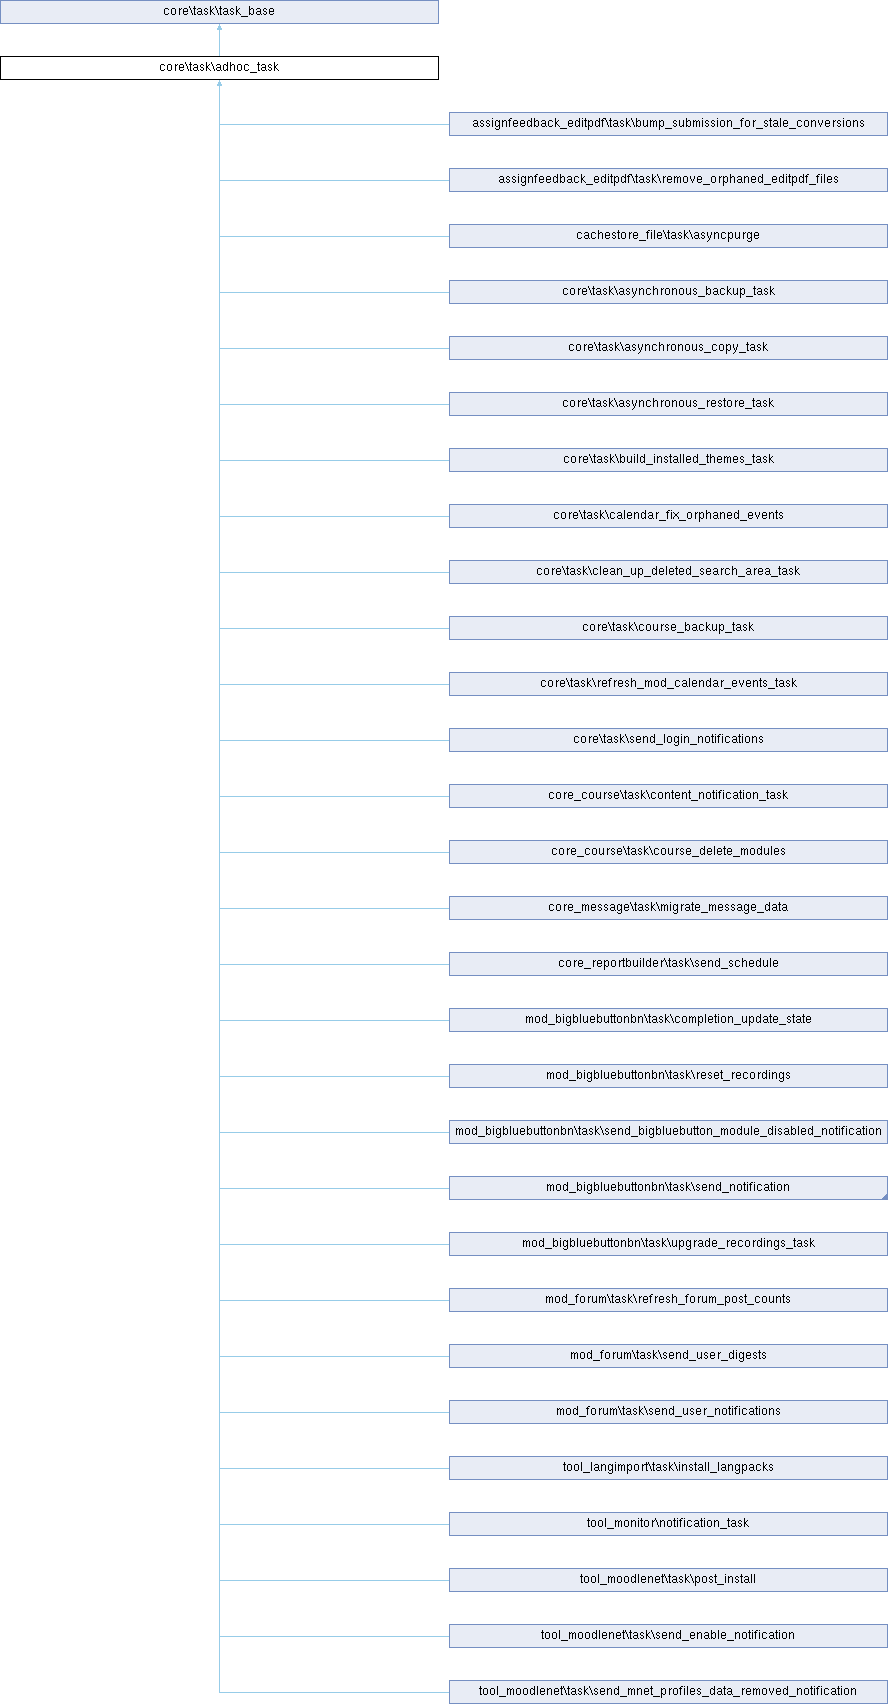 core\task\task_base
core\task\adhoc_task
assignfeedback_editpdf\task\bump_submission_for_stale_conversions
assignfeedback_editpdf\task\remove_orphaned_editpdf_files
cachestore_file\task\asyncpurge
core\task\asynchronous_backup_task
core\task\asynchronous_copy_task
core\task\asynchronous_restore_task
core\task\build_installed_themes_task
core\task\calendar_fix_orphaned_events
core\task\clean_up_deleted_search_area_task
core\task\course_backup_task
core\task\refresh_mod_calendar_events_task
core\task\send_login_notifications
core_course\task\content_notification_task
core_course\task\course_delete_modules
core_message\task\migrate_message_data
core_reportbuilder\task\send_schedule
mod_bigbluebuttonbn\task\completion_update_state
mod_bigbluebuttonbn\task\reset_recordings
mod_bigbluebuttonbn\task\send_bigbluebutton_module_disabled_notification
mod_bigbluebuttonbn\task\send_notification
mod_bigbluebuttonbn\task\upgrade_recordings_task
mod_forum\task\refresh_forum_post_counts
mod_forum\task\send_user_digests
mod_forum\task\send_user_notifications
tool_langimport\task\install_langpacks
tool_monitor\notification_task
tool_moodlenet\task\post_install
tool_moodlenet\task\send_enable_notification
tool_moodlenet\task\send_mnet_profiles_data_removed_notification